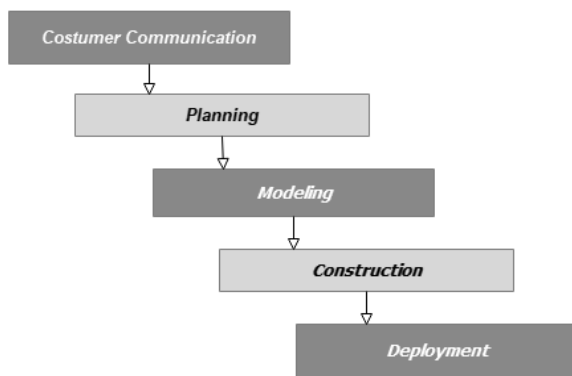 Costumer Communication
Planning
Modeling
Construction
Deployment